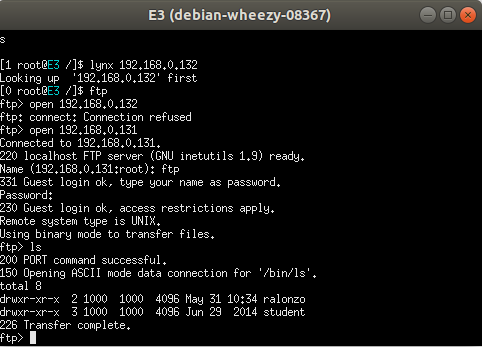 E3 (debian-wheezy-08367)
s
[1 root@E3 /]$ lynx 192.168.0.132
Looking up  '192.168.0.132' first
[0 root@E3 /]$ ftp
ftp> open 192.168.0.132
ftp: connect: Connection refused
ftp> open 192.168.0.131
Connected to 192.168.0.131.
220 localhost FTP server (GNU inetutils 1.9) ready.
Name (192.168.0.131:root): ftp
331 Guest login ok, type your name as password.
Password:
230 Guest login ok, access restrictions apply.
Remote system type is UNIX.
Using binary mode to transfer files.
ftp> ls
200 PORT command successful.
150 Opening ASCII mode data connection for '/bin/ls'.
total 8
drwxr-xr-x  2 1000  1000  4096 May 31 10:34 ralonzo
drwxr-xr-x  3 1000  1000  4096 Jun 29  2014 student
226 Transfer complete.
ftp>